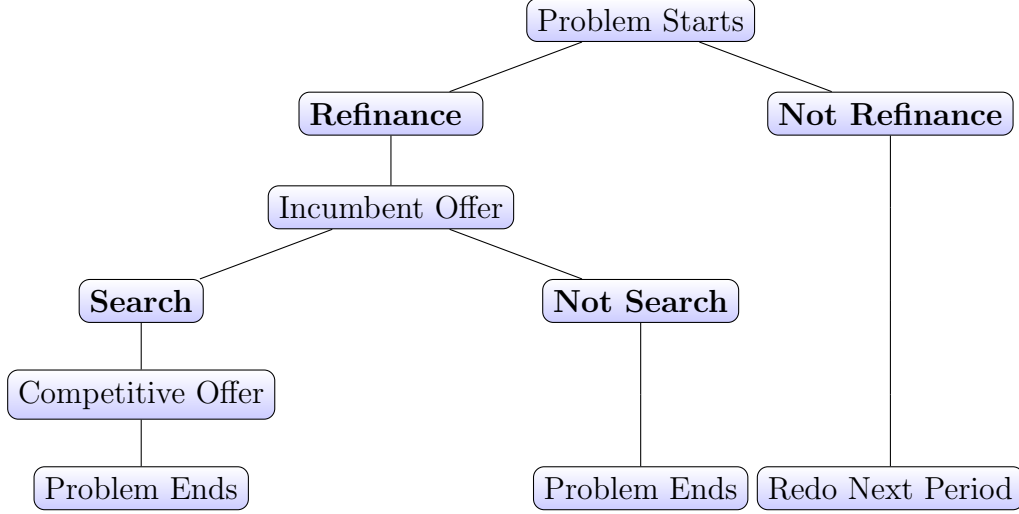 Problem Starts
Refinance
Not Refinance
Incumbent Offer
Search
Not Search
Competitive Offer
Problem Ends
Problem Ends
Redo Next Period